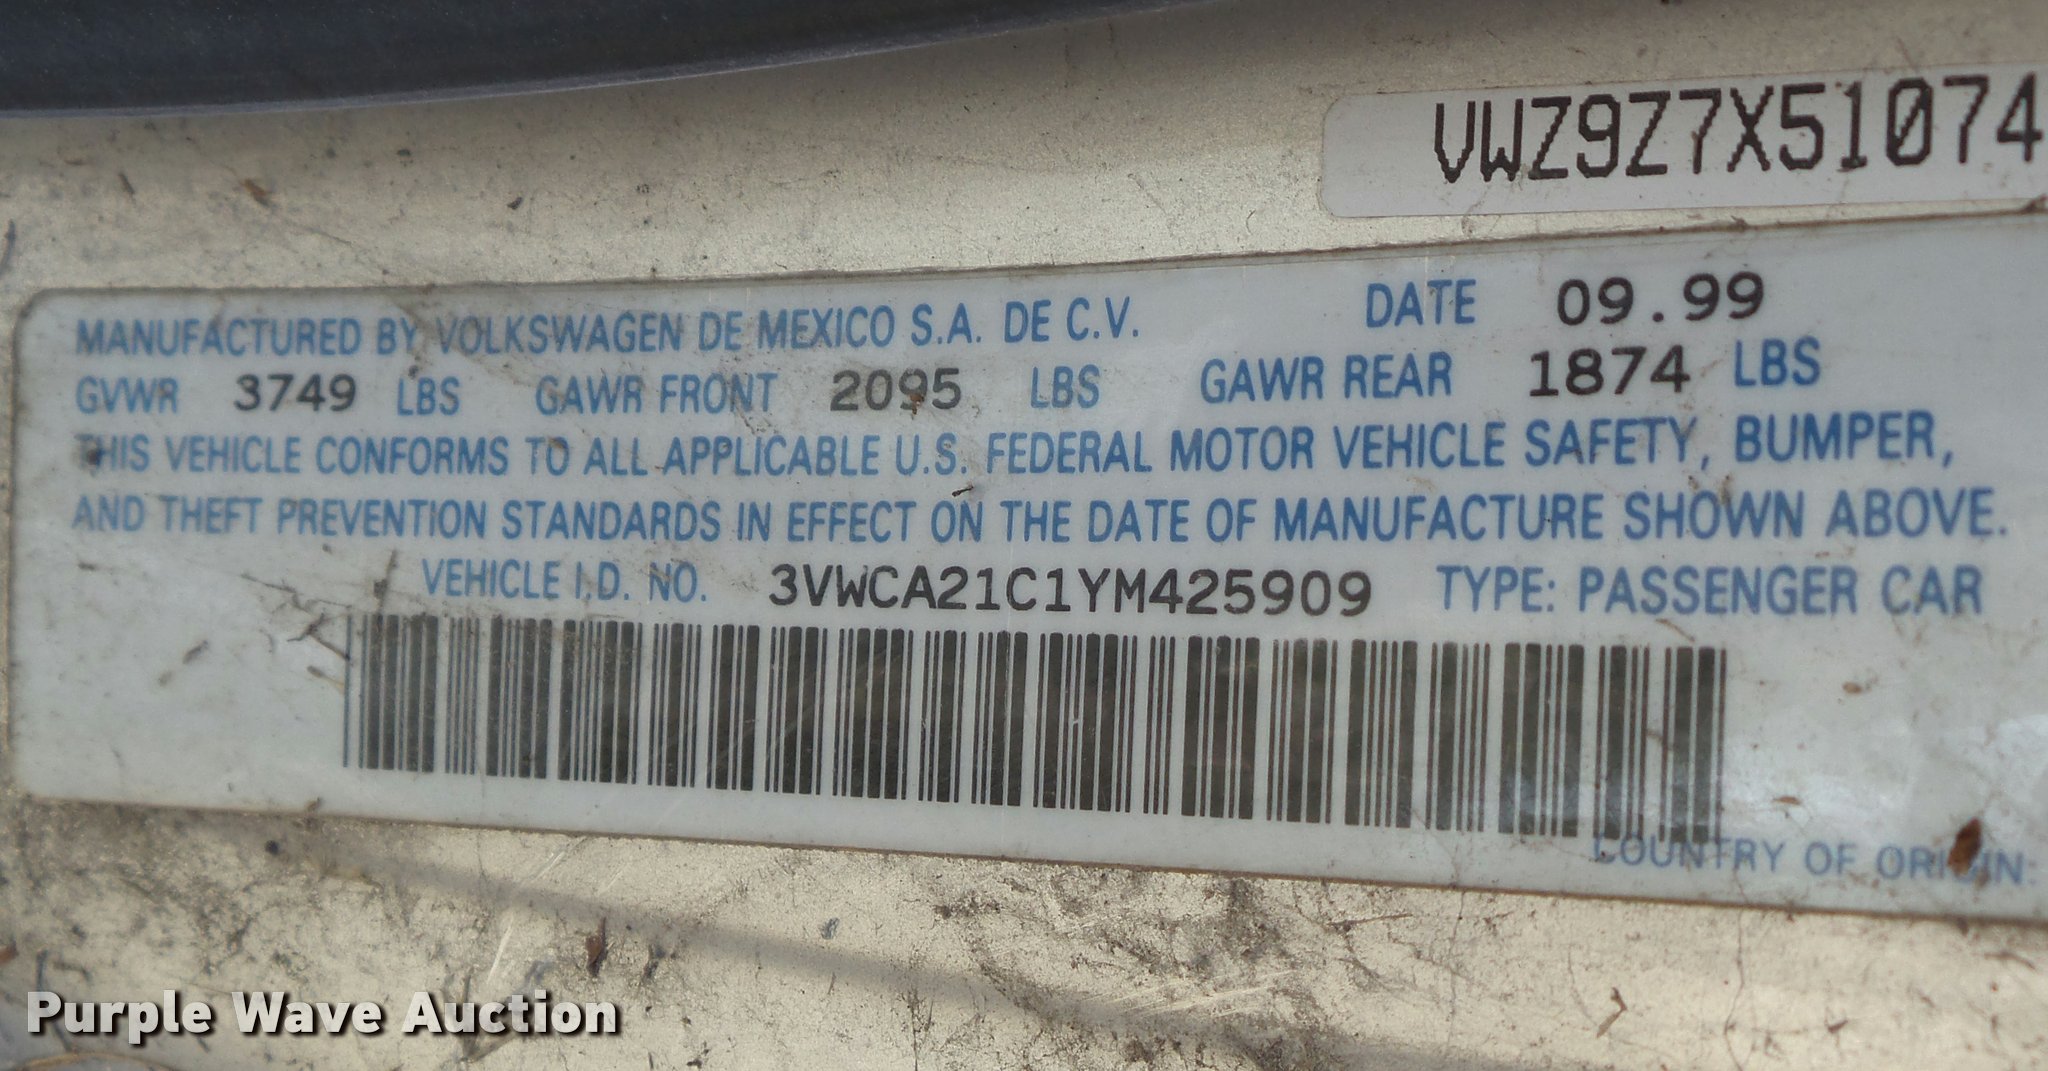 VWZ9Z7X51074
MANUFACTURED BY VOLKSWAGEN DE MEXICO S.A. DE C.V. DATE 09.99
GVWR 3749 LBS GAWR FRONT 2095 LBS GAWR REAR 1874 LBS
THIS VEHICLE CONFORMS TO ALL APPLICABLE U.S. FEDERAL MOTOR VEHICLE SAFETY, BUMPER,
AND THEFT PREVENTION STANDARDS IN EFFECT ON THE DATE OF MANUFACTURE SHOWN ABOVE.
VEHICLE I.D. NO. 3VWCA21C1YM425909 TYPE: PASSENGER CAR
COUNTRY OF ORIGIN:
Purple Wave Auction